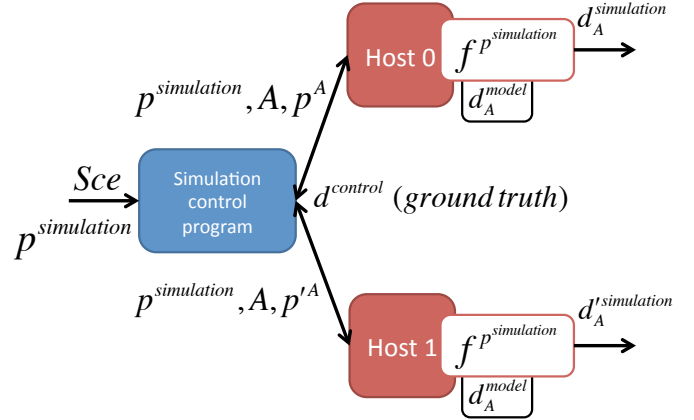 d_A^{simulation}
Host 0
f^{p^{simulation}}
d_A^{model}
p^{simulation}, A, p^A
Sce
p^{simulation}
Simulation
control
program
d^{control} (ground truth)
p^{simulation}, A, p'^A
d'_A^{simulation}
Host 1
f^{p^{simulation}}
d_A^{model}